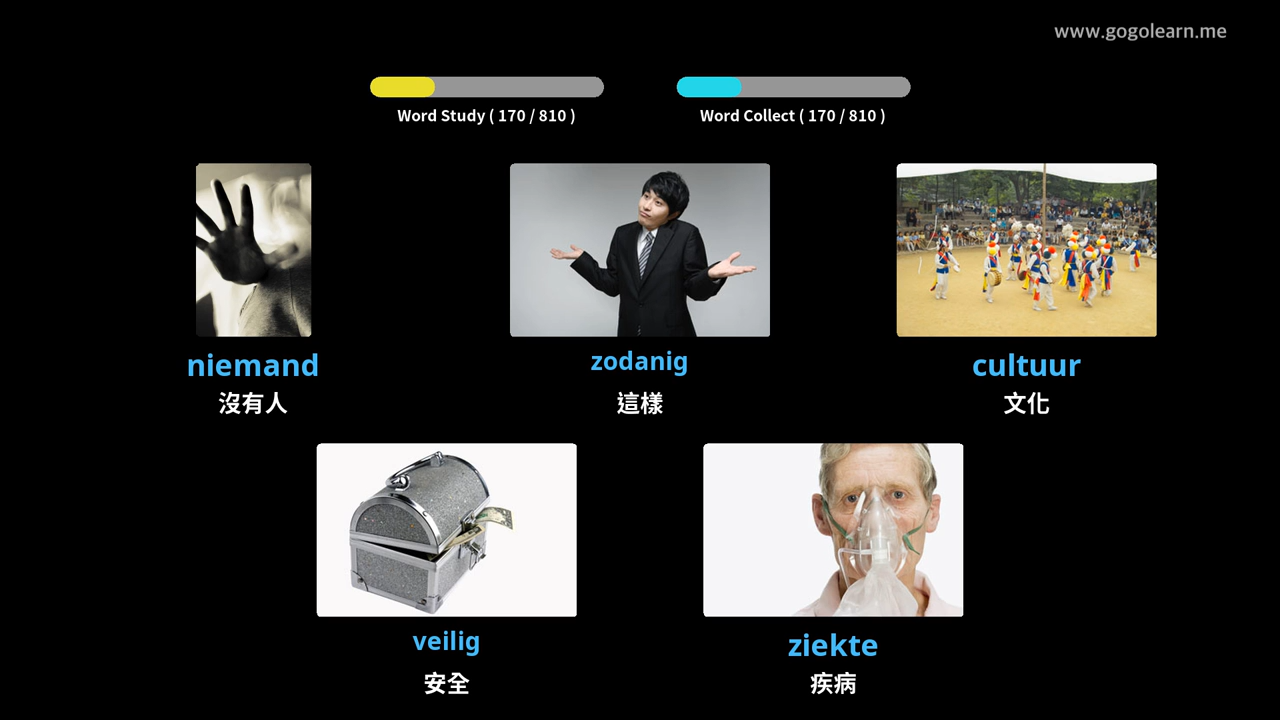 www.gogolearn.me
Word Study ( 170 / 810 )
Word Collect ( 170 / 810 )
niemand
沒有人
zodanig
這樣
cultuur
文化
veilig
安全
ziekte
疾病